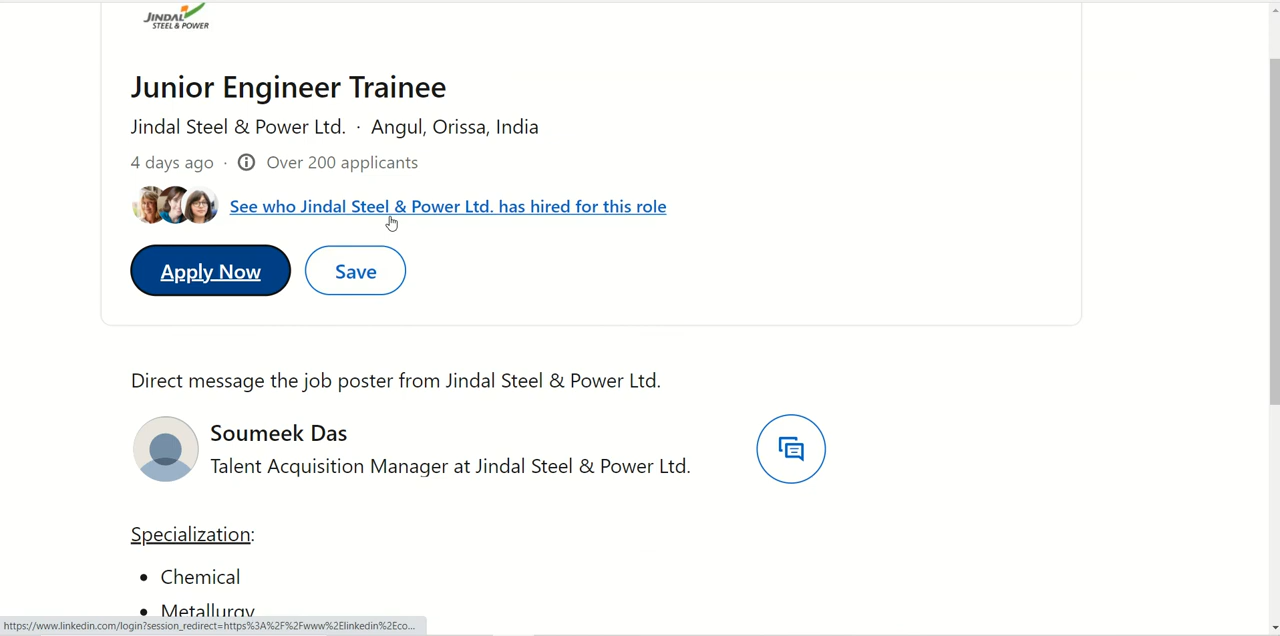 JINDAL
STEEL & POWER
Junior Engineer Trainee
Jindal Steel & Power Ltd. · Angul, Orissa, India
4 days ago · Over 200 applicants
See who Jindal Steel & Power Ltd. has hired for this role
Apply Now Save
Direct message the job poster from Jindal Steel & Power Ltd.
Soumeek Das
Talent Acquisition Manager at Jindal Steel & Power Ltd.
Specialization:
• Chemical
• Metallurgy
https://www.linkedin.com/login?session_redirect=https%3A%2F%2Fwww%2Elinkedin%2Eco...